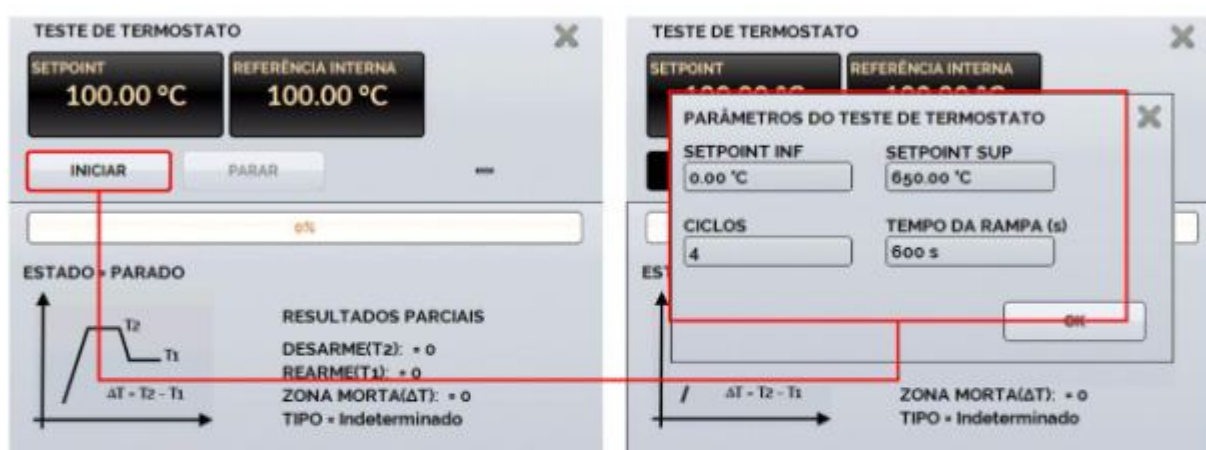 TESTE DE TERMOSTATO
SETPOINT
100.00 °C
REFERÊNCIA INTERNA
100.00 °C
INICIAR
PARAR
0%
ESTADO = PARADO
T2
T1
ΔT = T2 - T1
RESULTADOS PARCIAIS
DESARME(T2): = 0
REARME(T1): = 0
ZONA MORTA(ΔT): = 0
TIPO = Indeterminado
TESTE DE TERMOSTATO
SETPOINT
REFERÊNCIA INTERNA
PARÂMETROS DO TESTE DE TERMOSTATO
SETPOINT INF
SETPOINT SUP
0.00 °C
650.00 °C
CICLOS
TEMPO DA RAMPA (s)
4
600 s
OK
ES
ΔT = T2 - T1
ZONA MORTA(ΔT): = 0
TIPO = Indeterminado